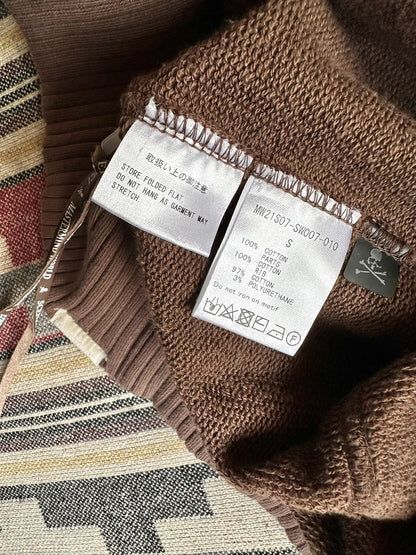 取扱い上の御注意
STORE FOLDED FLAT.
DO NOT HANG AS GARMENT MAY
STRETCH
MW21S07-SW007-010
S
100% COTTON
PARTS
100% COTTON
RIB
97% COTTON
3% POLYURETHANE
Do not iron on motif